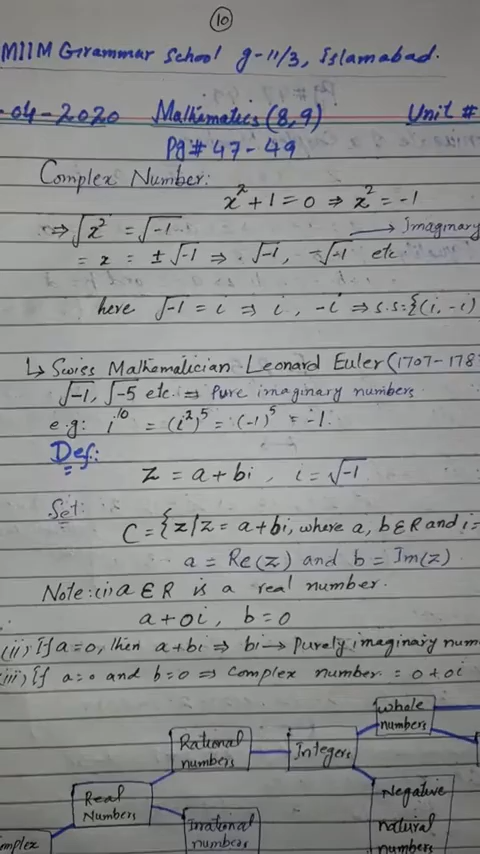 10
MIIM Grammar School g-11/3, Islamabad.
-04-2020 Mathematics (8,9) Unit #
Pg # 47-49
Complex Number:
x² + 1 = 0 ⇒ x² = -1
⇒ √x² = √-1 → Imaginary
= x = ± √-1 ⇒ √-1, -√-1 etc
here √-1 = i ⇒ i, -i ⇒ s.s = {(i, -i)
↳ Swiss Mathematician Leonard Euler (1707-178
√-1, √-5 etc ⇒ Pure imaginary numbers
e.g: i¹⁰ = (i²)⁵ = (-1)⁵ = -1.
Def:
Z = a + bi, i = √-1
Set:
C = {z/z = a + bi, where a, b ∈ R and i =
a = Re(z) and b = Im(z)
Note: (i) a ∈ R is a real number.
a + 0i, b = 0
(ii) If a = 0, then a + bi ⇒ bi → Purely imaginary num
(iii) If a = 0 and b = 0 ⇒ Complex number = 0 + 0i
Whole
numbers
Rational
numbers
Integers
Real
Numbers
Negative
natural
numbers
Irrational
numbers
omplex